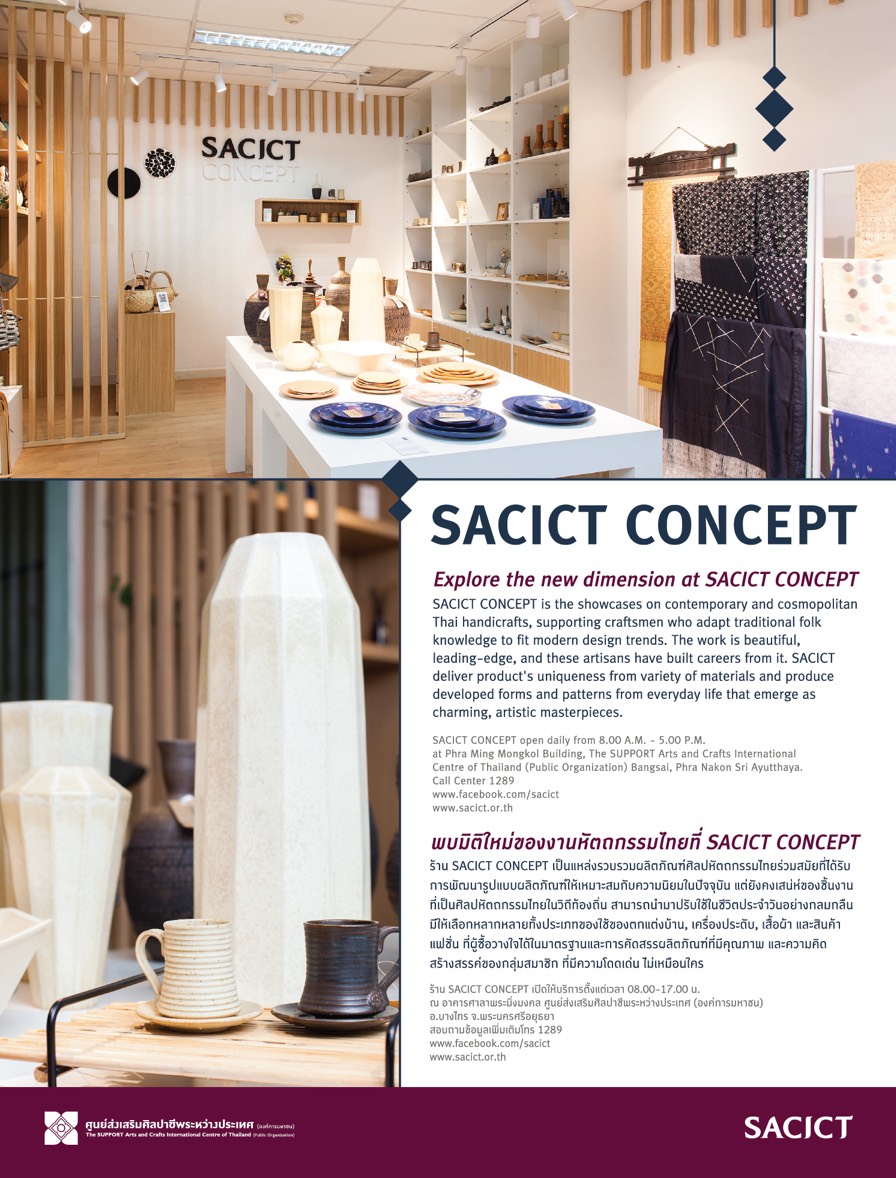 SACICT
CONCEPT
SACICT CONCEPT
Explore the new dimension at SACICT CONCEPT
SACICT CONCEPT is the showcases on contemporary and cosmopolitan
Thai handicrafts, supporting craftsmen who adapt traditional folk
knowledge to fit modern design trends. The work is beautiful,
leading-edge, and these artisans have built careers from it. SACICT
deliver product's uniqueness from variety of materials and produce
developed forms and patterns from everyday life that emerge as
charming, artistic masterpieces.
SACICT CONCEPT open daily from 8.00 A.M. - 5.00 P.M.
at Phra Ming Mongkol Building, The SUPPORT Arts and Crafts International
Centre of Thailand (Public Organization) Bangsai, Phra Nakon Sri Ayutthaya.
Call Center 1289
www.facebook.com/sacict
www.sacict.or.th
พบมิติใหม่ของงานหัตถกรรมไทยที่ SACICT CONCEPT
ร้าน SACICT CONCEPT เป็นแหล่งรวบรวมผลิตภัณฑ์ศิลปหัตถกรรมไทยร่วมสมัยที่ได้รับ
การพัฒนารูปแบบผลิตภัณฑ์ให้เหมาะสมกับความนิยมในปัจจุบัน แต่ยังคงเสน่ห์ของชิ้นงาน
ที่เป็นศิลปหัตถกรรมไทยในวิถีท้องถิ่น สามารถนำมาปรับใช้ในชีวิตประจำวันอย่างกลมกลืน
มีให้เลือกหลากหลายทั้งประเภทของใช้ของตกแต่งบ้าน, เครื่องประดับ, เสื้อผ้า และสินค้า
แฟชั่น ที่ผู้ซื้อวางใจได้ในมาตรฐานและการคัดสรรผลิตภัณฑ์ที่มีคุณภาพ และความคิด
สร้างสรรค์ของกลุ่มสมาชิก ที่มีความโดดเด่น ไม่เหมือนใคร
ร้าน SACICT CONCEPT เปิดให้บริการตั้งแต่เวลา 08.00-17.00 น.
ณ อาคารศาลาพระมิ่งมงคล ศูนย์ส่งเสริมศิลปาชีพระหว่างประเทศ (องค์การมหาชน)
อ.บางไทร จ.พระนครศรีอยุธยา
สอบถามข้อมูลเพิ่มเติมโทร 1289
www.facebook.com/sacict
www.sacict.or.th
ศูนย์ส่งเสริมศิลปาชีพระหว่างประเทศ (องค์การมหาชน)
The SUPPORT Arts and Crafts International Centre of Thailand (Public Organization)
SACICT